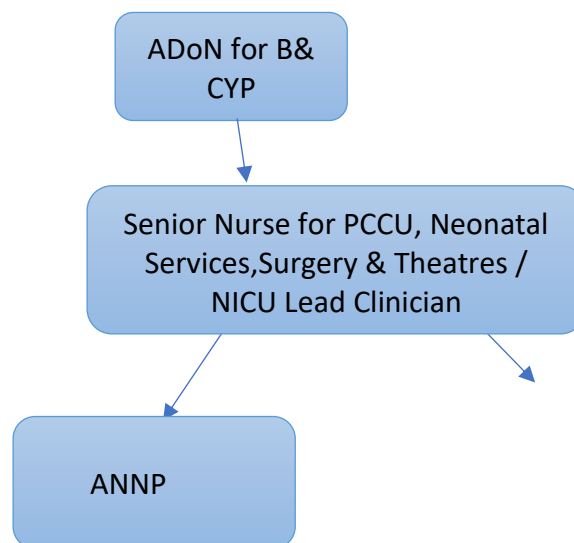 ADoN for B&
CYP
Senior Nurse for PCCU, Neonatal
Services,Surgery & Theatres /
NICU Lead Clinician
ANNP